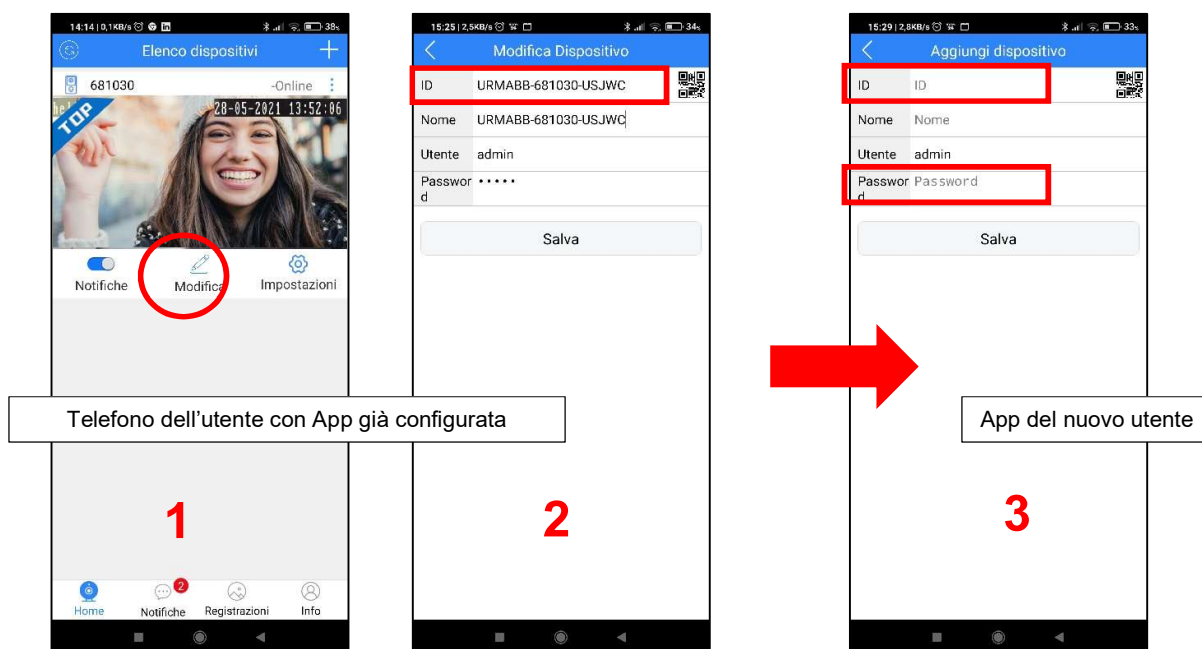 14:14 | 0,1KB/s
38
Elenco dispositivi
681030
-Online
TOP
28-05-2021 13:52:06
Notifiche
Modifica
Impostazioni
Home
2
Notifiche
Registrazioni
Info
1
15:25 | 2,5KB/s
34
Modifica Dispositivo
ID URMABB-681030-USJWC
Nome URMABB-681030-USJWC
Utente admin
Passwor •••••
d
Salva
2
Telefono dell'utente con App già configurata
15:29 | 2,8KB/s
33
Aggiungi dispositivo
ID ID
Nome Nome
Utente admin
Passwor Password
d
Salva
App del nuovo utente
3